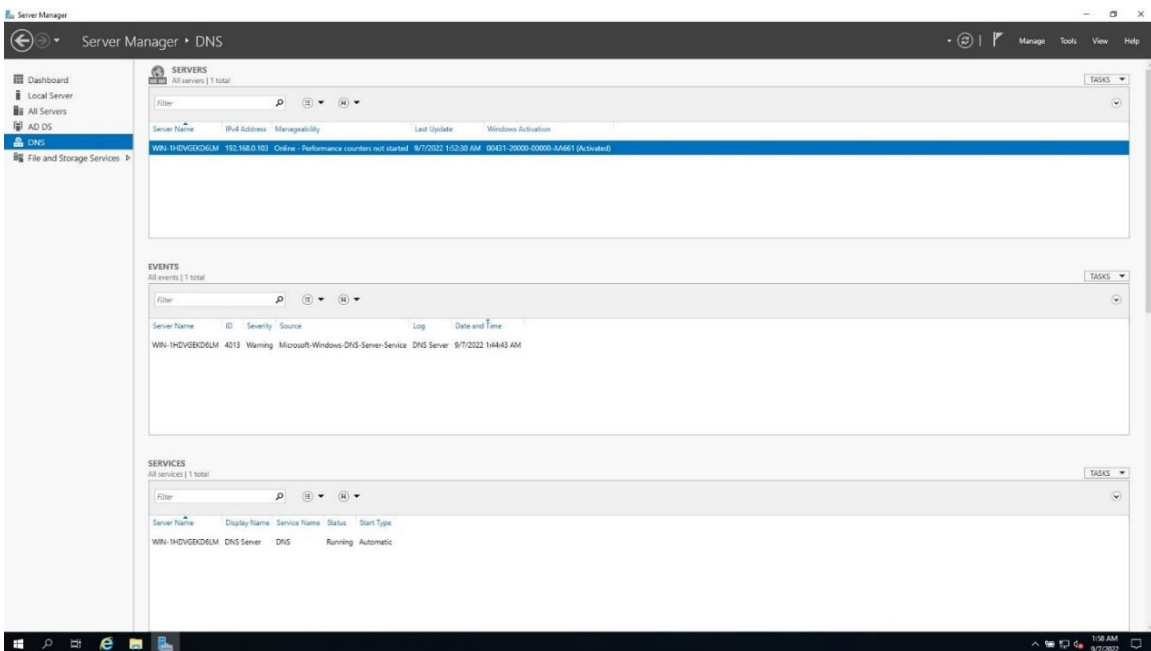 Server Manager
Server Manager • DNS
Manage Tools View Help
Dashboard
Local Server
All Servers
AD DS
DNS
File and Storage Services
SERVERS
All servers | 1 total
TASKS
Filter
Server Name IPv4 Address Manageability Last Update Windows Activation
WIN-1HDVGEKD6LM 192.168.0.103 Online - Performance counters not started 9/7/2022 1:52:30 AM 00431-20000-00000-AA661 (Activated)
EVENTS
All events | 1 total
TASKS
Filter
Server Name ID Severity Source Log Date and Time
WIN-1HDVGEKD6LM 4013 Warning Microsoft-Windows-DNS-Server-Service DNS Server 9/7/2022 1:44:43 AM
SERVICES
All services | 1 total
TASKS
Filter
Server Name Display Name Service Name Status Start Type
WIN-1HDVGEKD6LM DNS Server DNS Running Automatic
1:58 AM
9/7/2022